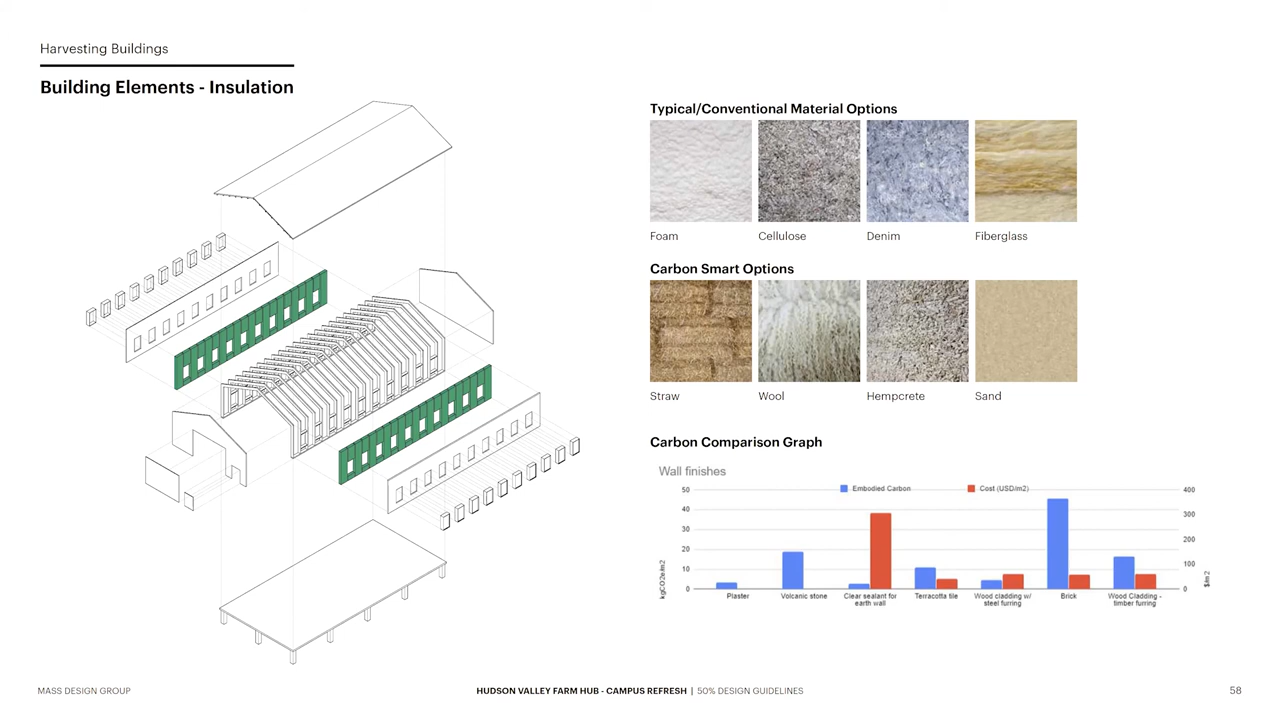 Harvesting Buildings
Building Elements - Insulation
Typical/Conventional Material Options
Foam Cellulose Denim Fiberglass
Carbon Smart Options
Straw Wool Hempcrete Sand
Carbon Comparison Graph
Wall finishes
Embodied Carbon Cost (USD/m2)
50 400
40 300
30
200
20
100
10
0 0
kgCO2e/m2
$/m2
Plaster Volcanic stone Clear sealant for earth wall Terracotta tile Wood cladding w/ steel furring Brick Wood Cladding - timber furring
MASS DESIGN GROUP HUDSON VALLEY FARM HUB - CAMPUS REFRESH | 50% DESIGN GUIDELINES 58